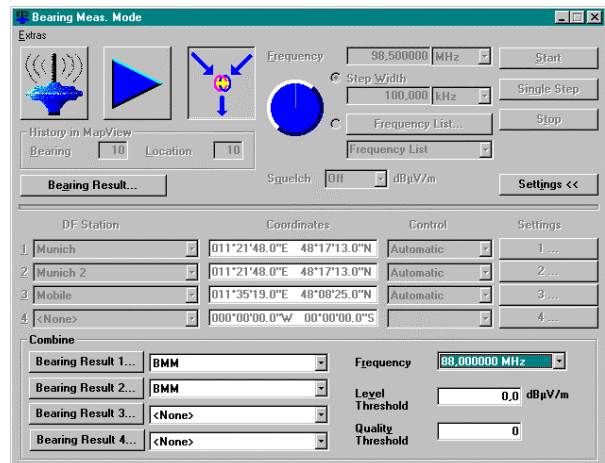 Bearing Meas. Mode
Extras
Frequency 98,500000 MHz Start
Step Width
100,000 kHz Single Step
Frequency List... Stop
History in MapView
Bearing 10 Location 10
Frequency List
Squelch Off dBµV/m
Bearing Result... Settings <<
DF Station Coordinates Control Settings
1 Munich 011°21'48.0"E 48°17'13.0"N Automatic 1 ...
2 Munich 2 011°21'48.0"E 48°17'13.0"N Automatic 2 ...
3 Mobile 011°35'19.0"E 48°08'25.0"N Automatic 3 ...
4 <None> 000°00'00.0"W 00°00'00.0"S 4 ...
Combine
Bearing Result 1... BMM Frequency 88,000000 MHz
Bearing Result 2... BMM Level Threshold 0,0 dBµV/m
Bearing Result 3... <None>
Bearing Result 4... <None> Quality Threshold 0